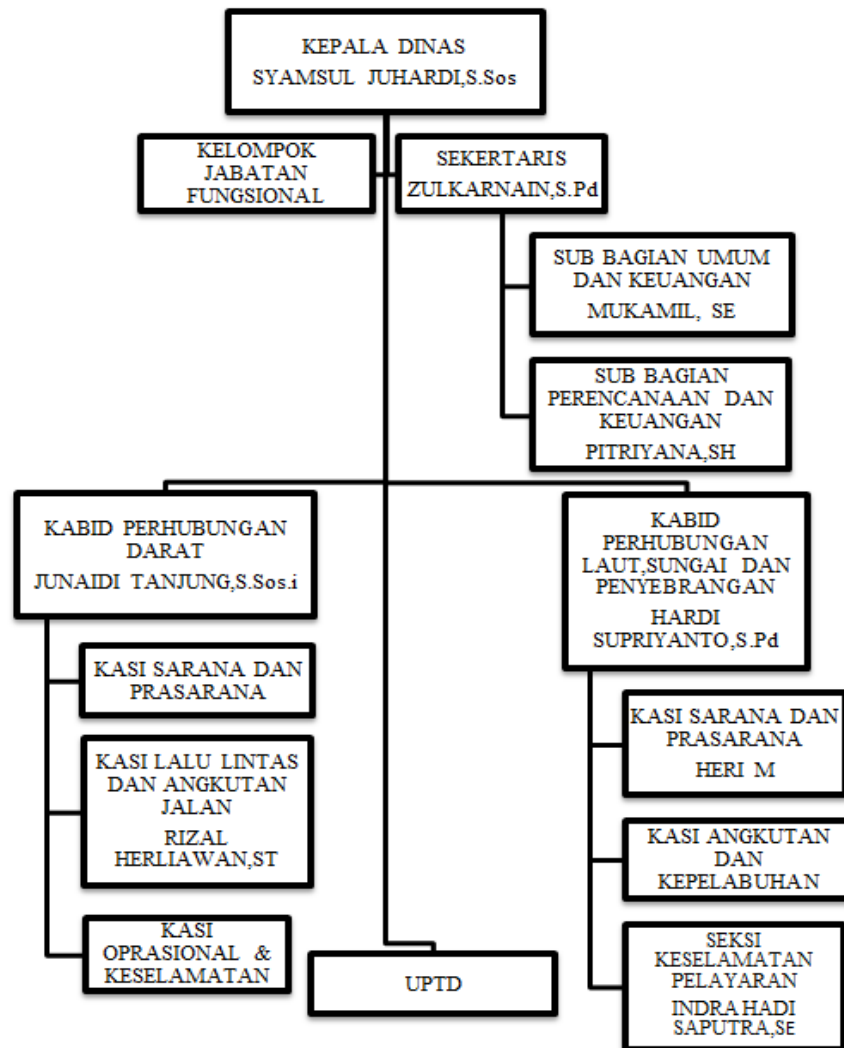 KEPALA DINAS
SYAMSUL JUHARDI,S.Sos
KELOMPOK
JABATAN
FUNGSIONAL
SEKERTARIS
ZULKARNAIN,S.Pd
SUB BAGIAN UMUM
DAN KEUANGAN
MUKAMIL, SE
SUB BAGIAN
PERENCANAAN DAN
KEUANGAN
PITRIYANA,SH
KABID PERHUBUNGAN
DARAT
JUNAIDI TANJUNG,S.Sos.i
KASI SARANA DAN
PRASARANA
KASI LALU LINTAS
DAN ANGKUTAN
JALAN
RIZAL
HERLIAWAN,ST
KASI
OPRASIONAL &
KESELAMATAN
UPTD
KABID
PERHUBUNGAN
LAUT,SUNGAI DAN
PENYEBRANGAN
HARDI
SUPRIYANTO,S.Pd
KASI SARANA DAN
PRASARANA
HERI M
KASI ANGKUTAN
DAN
KEPELABUHAN
SEKSI
KESELAMATAN
PELAYARAN
INDRA HADI
SAPUTRA,SE